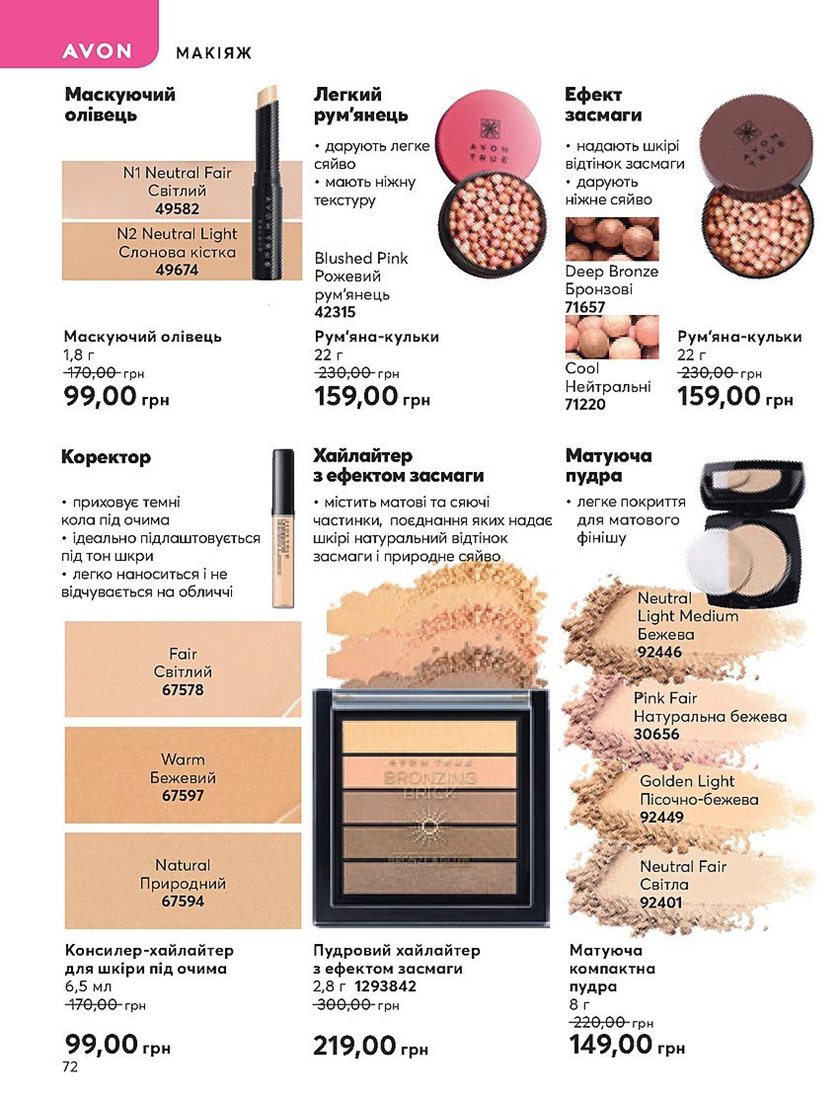 AVON
МАКІЯЖ
Маскуючий
олівець
N1 Neutral Fair
Світлий
49582
N2 Neutral Light
Слонова кістка
49674
Маскуючий олівець
1,8 г
170,00 грн
99,00 грн
Легкий
рум'янець
• дарують легке
сяйво
• мають ніжну
текстуру
Blushed Pink
Рожевий
рум'янець
42315
Рум'яна-кульки
22 г
230,00 грн
159,00 грн
AVON
TRUE
Ефект
засмаги
• надають шкірі
відтінок засмаги
• дарують
ніжне сяйво
Deep Bronze
Бронзові
71657
Cool
Нейтральні
71220
Рум'яна-кульки
22 г
230,00 грн
159,00 грн
AVON
TRUE
Коректор
• приховує темні
кола під очима
• ідеально підлаштовується
під тон шкри
• легко наноситься і не
відчувається на обличчі
Fair
Світлий
67578
Warm
Бежевий
67597
Natural
Природний
67594
Консилер-хайлайтер
для шкіри під очима
6,5 мл
170,00 грн
99,00 грн
Хайлайтер
з ефектом засмаги
• містить матові та сяючі
частинки, поєднання яких надає
шкірі натуральний відтінок
засмаги і природне сяйво
AVON TRUE
BRONZING
BRICK
Пудровий хайлайтер
з ефектом засмаги
2,8 г 1293842
300,00 грн
219,00 грн
Матуюча
пудра
• легке покриття
для матового
фінішу
Neutral
Light Medium
Бежева
92446
Pink Fair
Натуральна бежева
30656
Golden Light
Пісочно-бежева
92449
Neutral Fair
Світла
92401
Матуюча
компактна
пудра
8 г
220,00 грн
149,00 грн
72